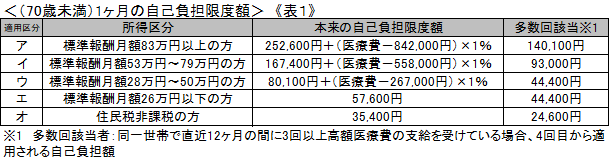 <(70歳未満)1ヶ月の自己負担限度額> 《表1》
適用区分 所得区分 本来の自己負担限度額 多数回該当※1
ア 標準報酬月額83万円以上の方 252,600円+(医療費-842,000円)×1% 140,100円
イ 標準報酬月額53万円~79万円の方 167,400円+(医療費-558,000円)×1% 93,000円
ウ 標準報酬月額28万円~50万円の方 80,100円+(医療費-267,000円)×1% 44,400円
エ 標準報酬月額26万円以下の方 57,600円 44,400円
オ 住民税非課税の方 35,400円 24,600円
※1 多数回該当者:同一世帯で直近12ヶ月の間に3回以上高額医療費の支給を受けている場合、4回目から適
用される自己負担額